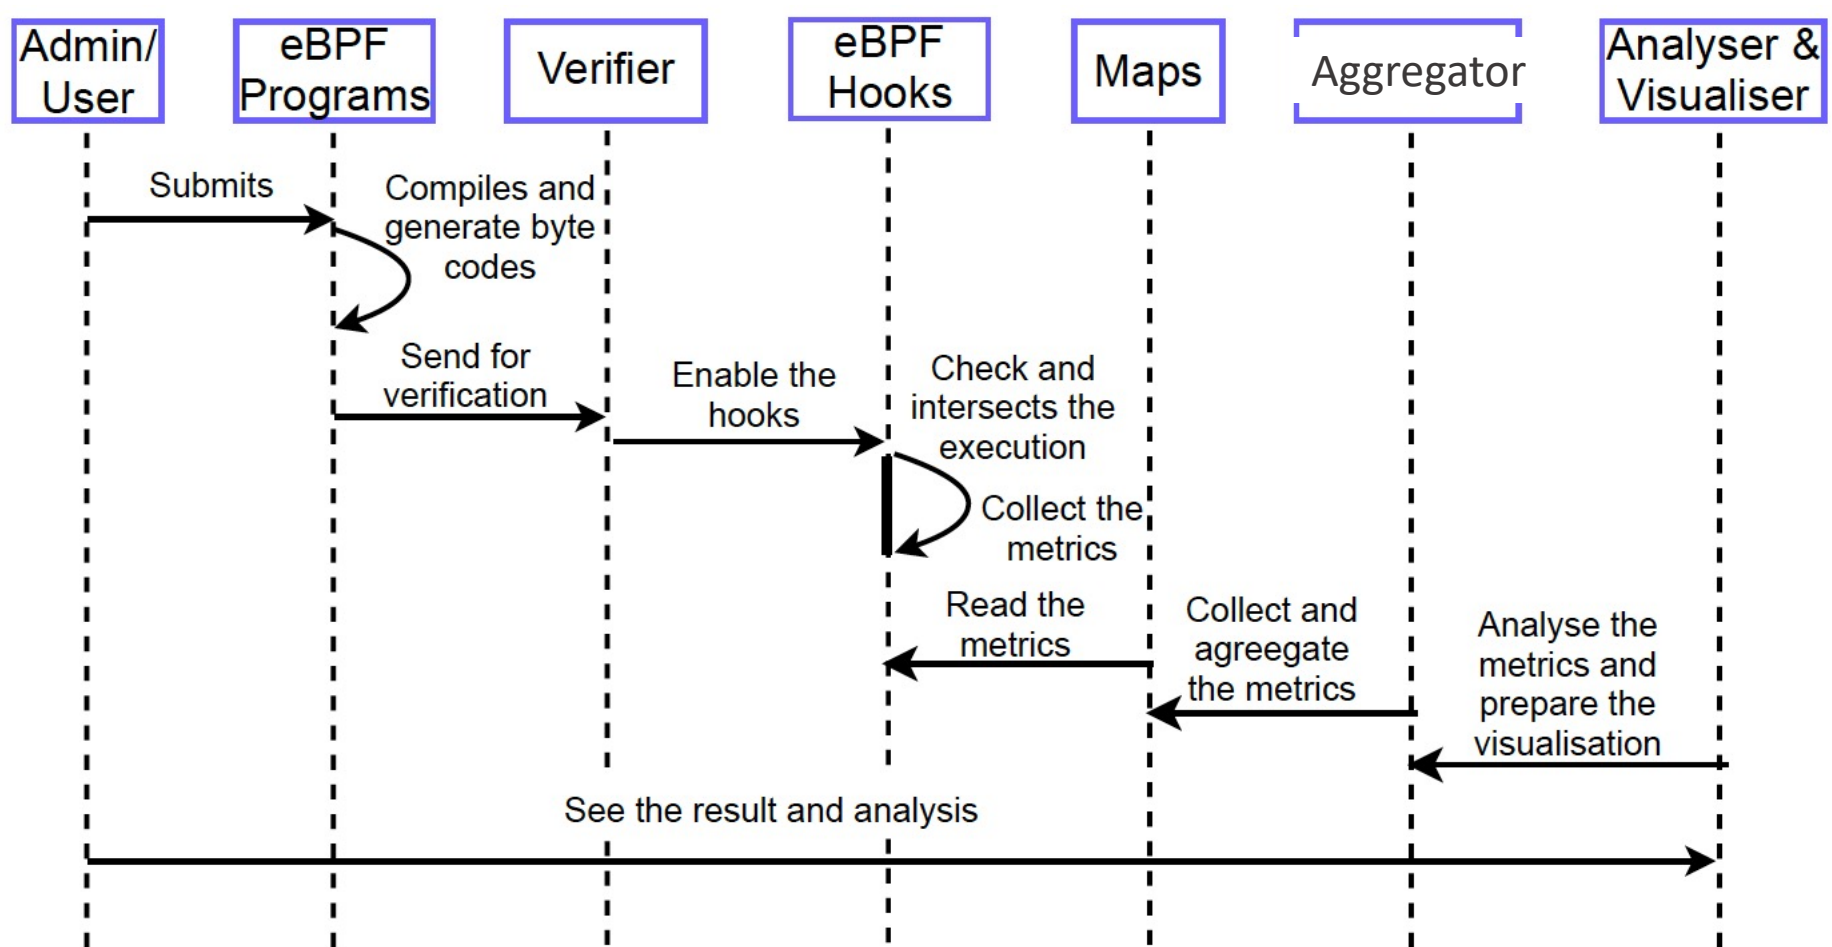 Admin/
User
eBPF
Programs
Verifier
eBPF
Hooks
Maps
Aggregator
Analyser &
Visualiser
Submits
Compiles and
generate byte
codes
Send for
verification
Enable the
hooks
Check and
intersects the
execution
Collect the
metrics
Read the
metrics
Collect and
agreegate
the metrics
Analyse the
metrics and
prepare the
visualisation
See the result and analysis